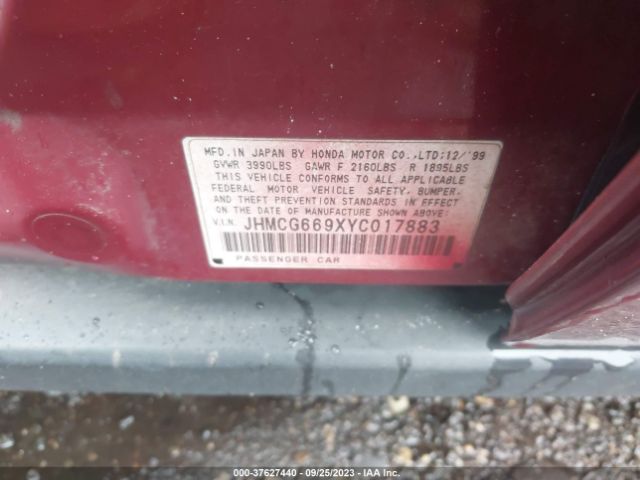 MFD.IN JAPAN BY HONDA MOTOR CO.,LTD:12/'99
GVWR 3990LBS GAWR F 2160LBS R 1895LBS
THIS VEHICLE CONFORMS TO ALL APPLICABLE
FEDERAL MOTOR VEHICLE SAFETY, BUMPER,
AND THEFT PREVENTION STANDARDS IN EFFECT
ON THE DATE OF MANUFACTURE SHOWN ABOVE.
V.I.N. JHMCG669XYC017883
PASSENGER CAR
000-37627440 - 09/25/2023 - IAA Inc.